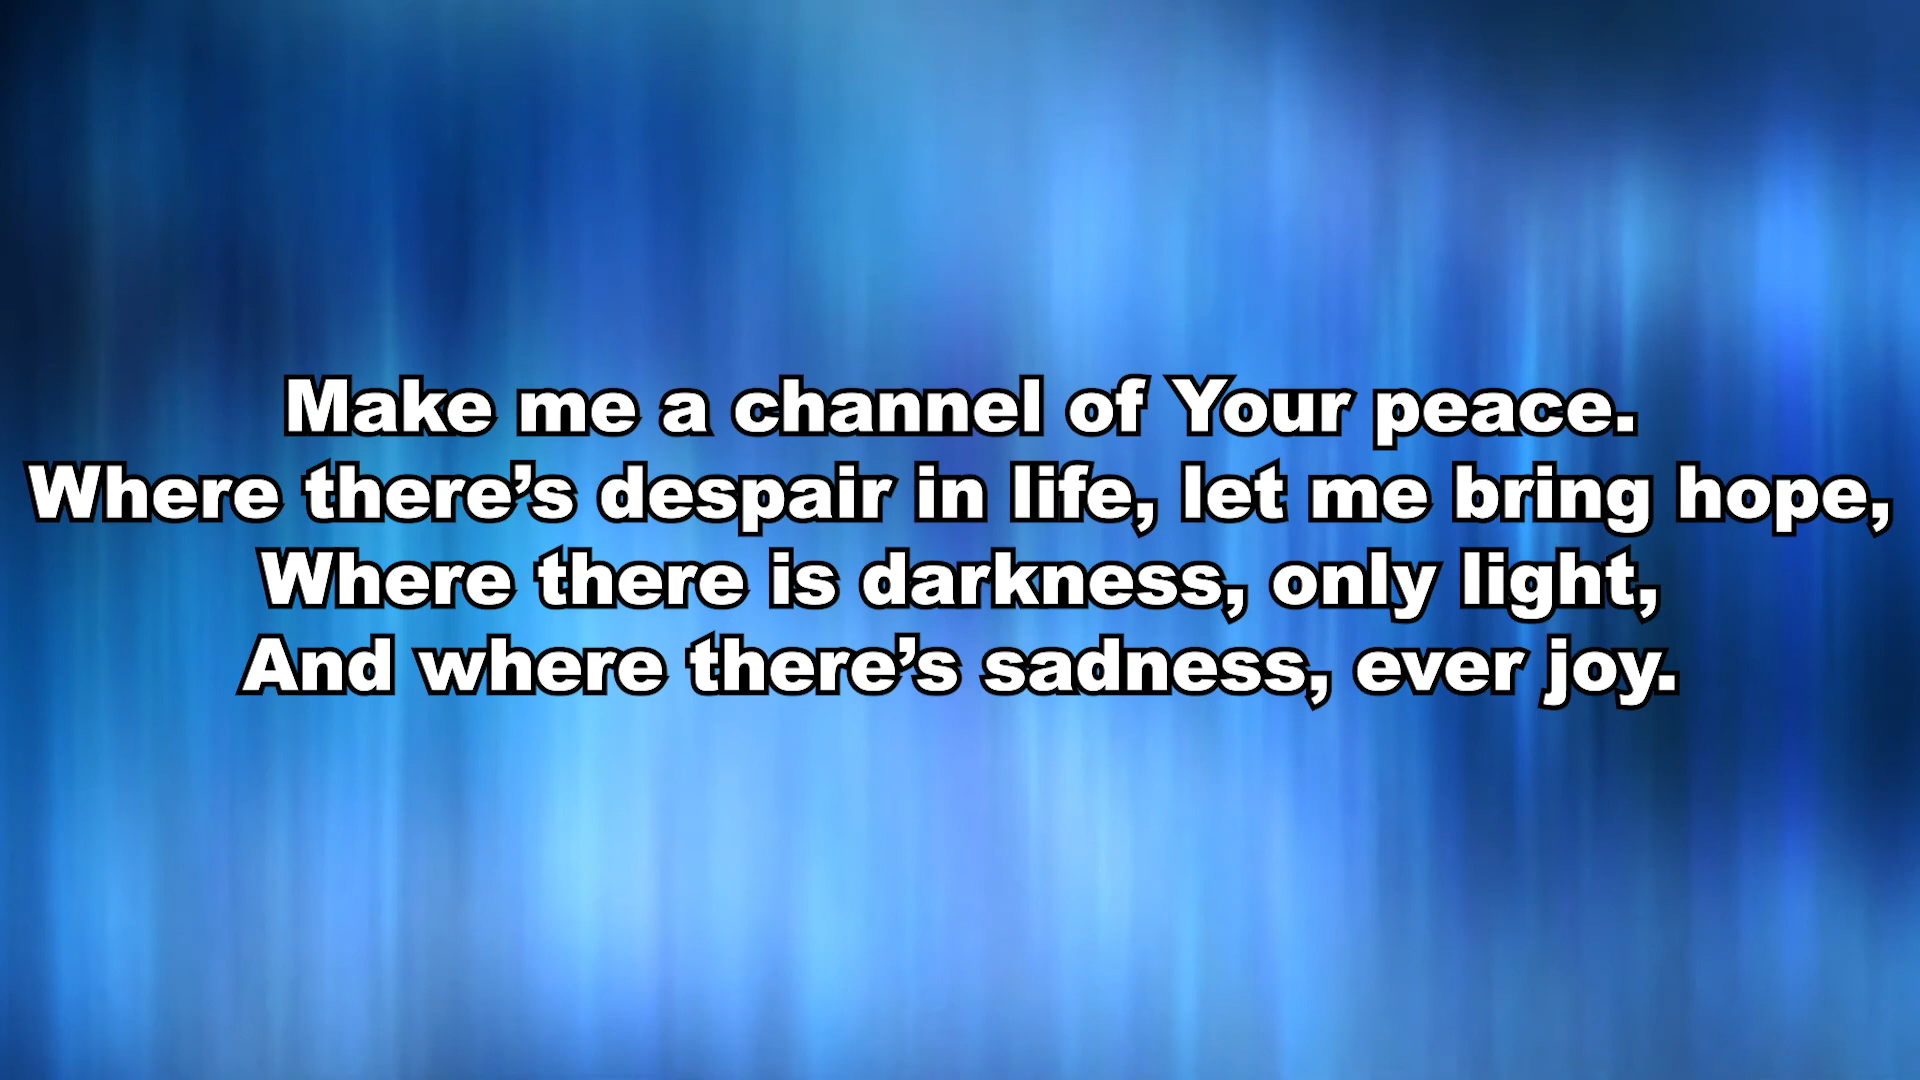 Make me a channel of Your peace.
Where there’s despair in life, let me bring hope,
Where there is darkness, only light,
And where there’s sadness, ever joy.